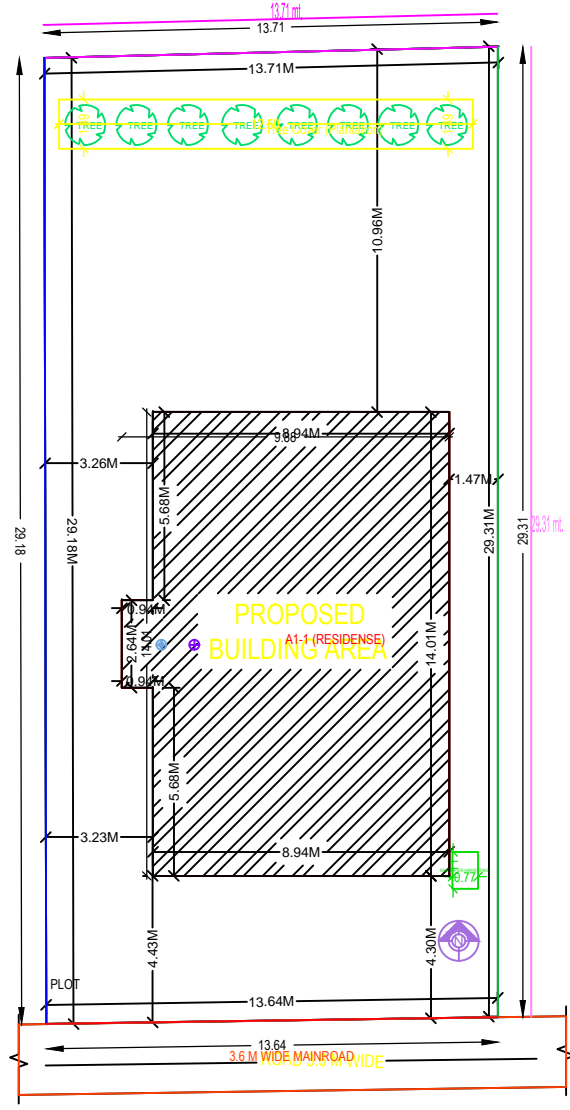 13.71 mt.
13.71
13.71M
TREE TREE TREE TREE TREE TREE TREE TREE
10.96M
8.94M
9.88
3.26M
1.47M
5.68M
29.18
29.18M
29.31M
29.31
29.31 mt.
0.94M
PROPOSED
BUILDING AREA
A1-1 (RESIDENSE)
2.64M
14.01
14.01M
0.94M
5.68M
3.23M
8.94M
0.77
4.43M
4.30M
N
PLOT
13.64M
13.64
3.6 M WIDE MAINROAD
ROAD 3.6 M WIDE